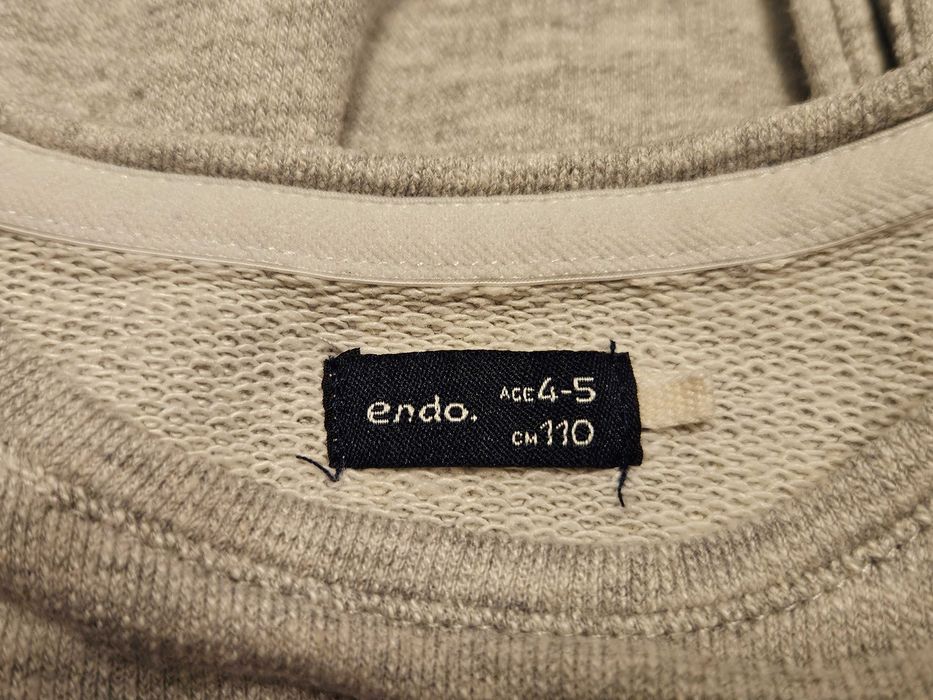 endo.
AGE 4-5
CM 110